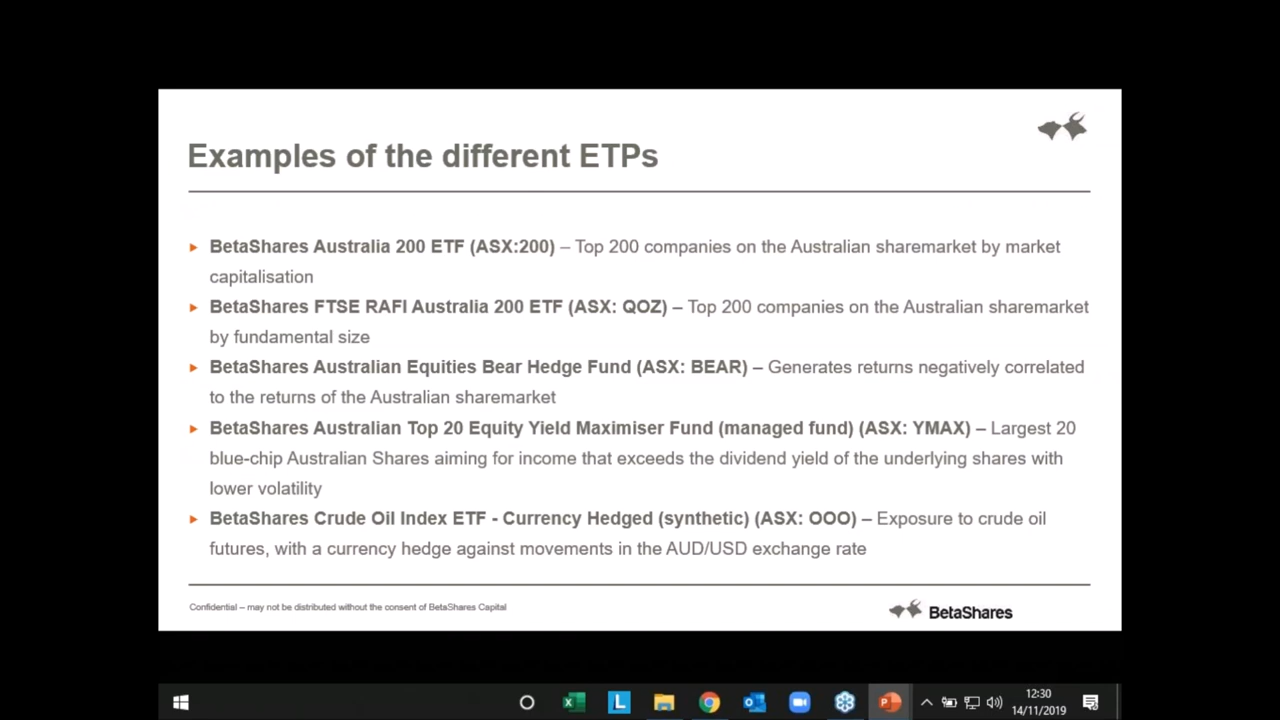 Examples of the different ETPs
BetaShares Australia 200 ETF (ASX:200) – Top 200 companies on the Australian sharemarket by market
capitalisation
BetaShares FTSE RAFI Australia 200 ETF (ASX: QOZ) – Top 200 companies on the Australian sharemarket
by fundamental size
BetaShares Australian Equities Bear Hedge Fund (ASX: BEAR) – Generates returns negatively correlated
to the returns of the Australian sharemarket
BetaShares Australian Top 20 Equity Yield Maximiser Fund (managed fund) (ASX: YMAX) – Largest 20
blue-chip Australian Shares aiming for income that exceeds the dividend yield of the underlying shares with
lower volatility
BetaShares Crude Oil Index ETF - Currency Hedged (synthetic) (ASX: OOO) – Exposure to crude oil
futures, with a currency hedge against movements in the AUD/USD exchange rate
Confidential – may not be distributed without the consent of BetaShares Capital
BetaShares
L
12:30
14/11/2019